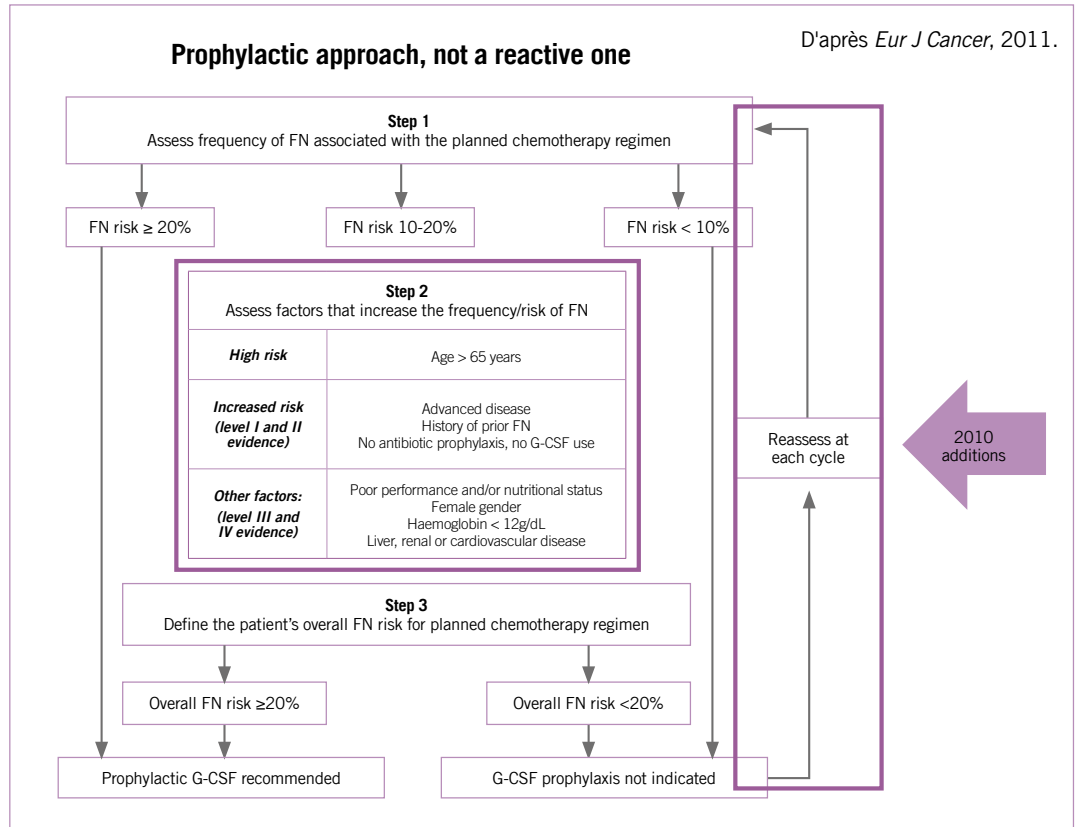 D'après Eur J Cancer, 2011.
Prophylactic approach, not a reactive one
Step 1
Assess frequency of FN associated with the planned chemotherapy regimen
FN risk ≥ 20%
FN risk 10-20%
FN risk < 10%
Step 2
Assess factors that increase the frequency/risk of FN
High risk
Age > 65 years
Increased risk
(level I and II
evidence)
Advanced disease
History of prior FN
No antibiotic prophylaxis, no G-CSF use
Other factors:
(level III and
IV evidence)
Poor performance and/or nutritional status
Female gender
Haemoglobin < 12g/dL
Liver, renal or cardiovascular disease
Reassess at
each cycle
2010
additions
Step 3
Define the patient's overall FN risk for planned chemotherapy regimen
Overall FN risk ≥20%
Overall FN risk <20%
Prophylactic G-CSF recommended
G-CSF prophylaxis not indicated